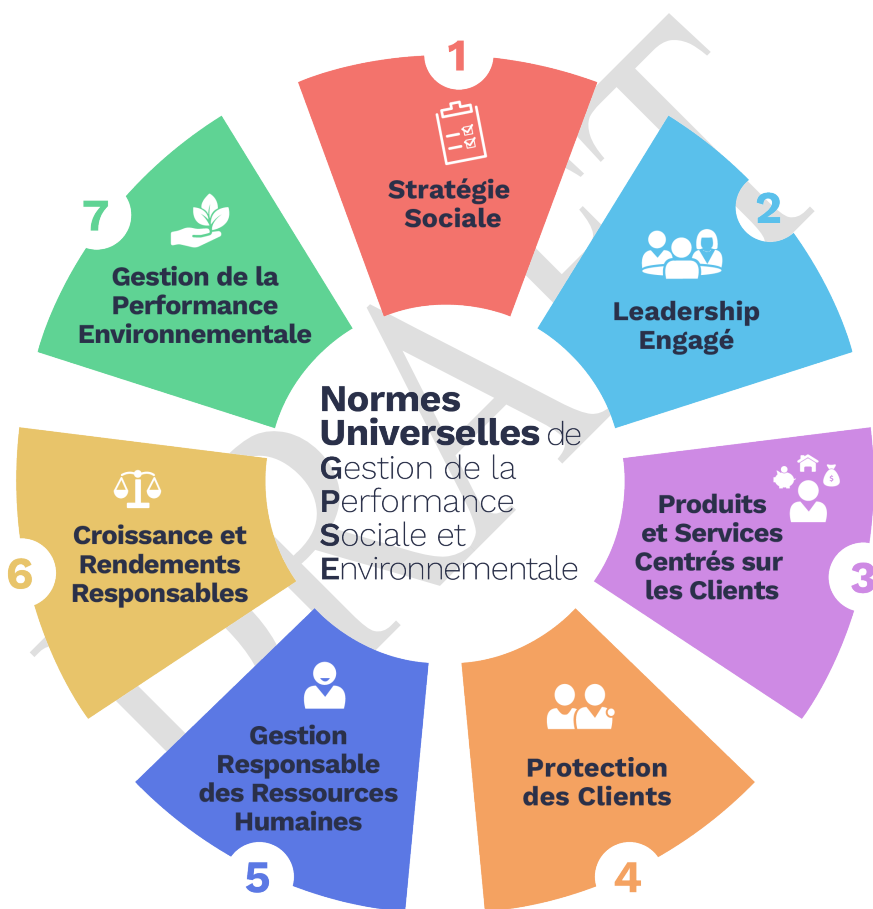 1
Stratégie
Sociale
2
Leadership
Engagé
3
Produits
et Services
Centrés sur
les Clients
$
4
Protection
des Clients
5
Gestion
Responsable
des Ressources
Humaines
6
Croissance et
Rendements
Responsables
7
Gestion de la
Performance
Environnementale
Normes
Universelles de
Gestion de la
Performance
Sociale et
Environnementale
DRAFT